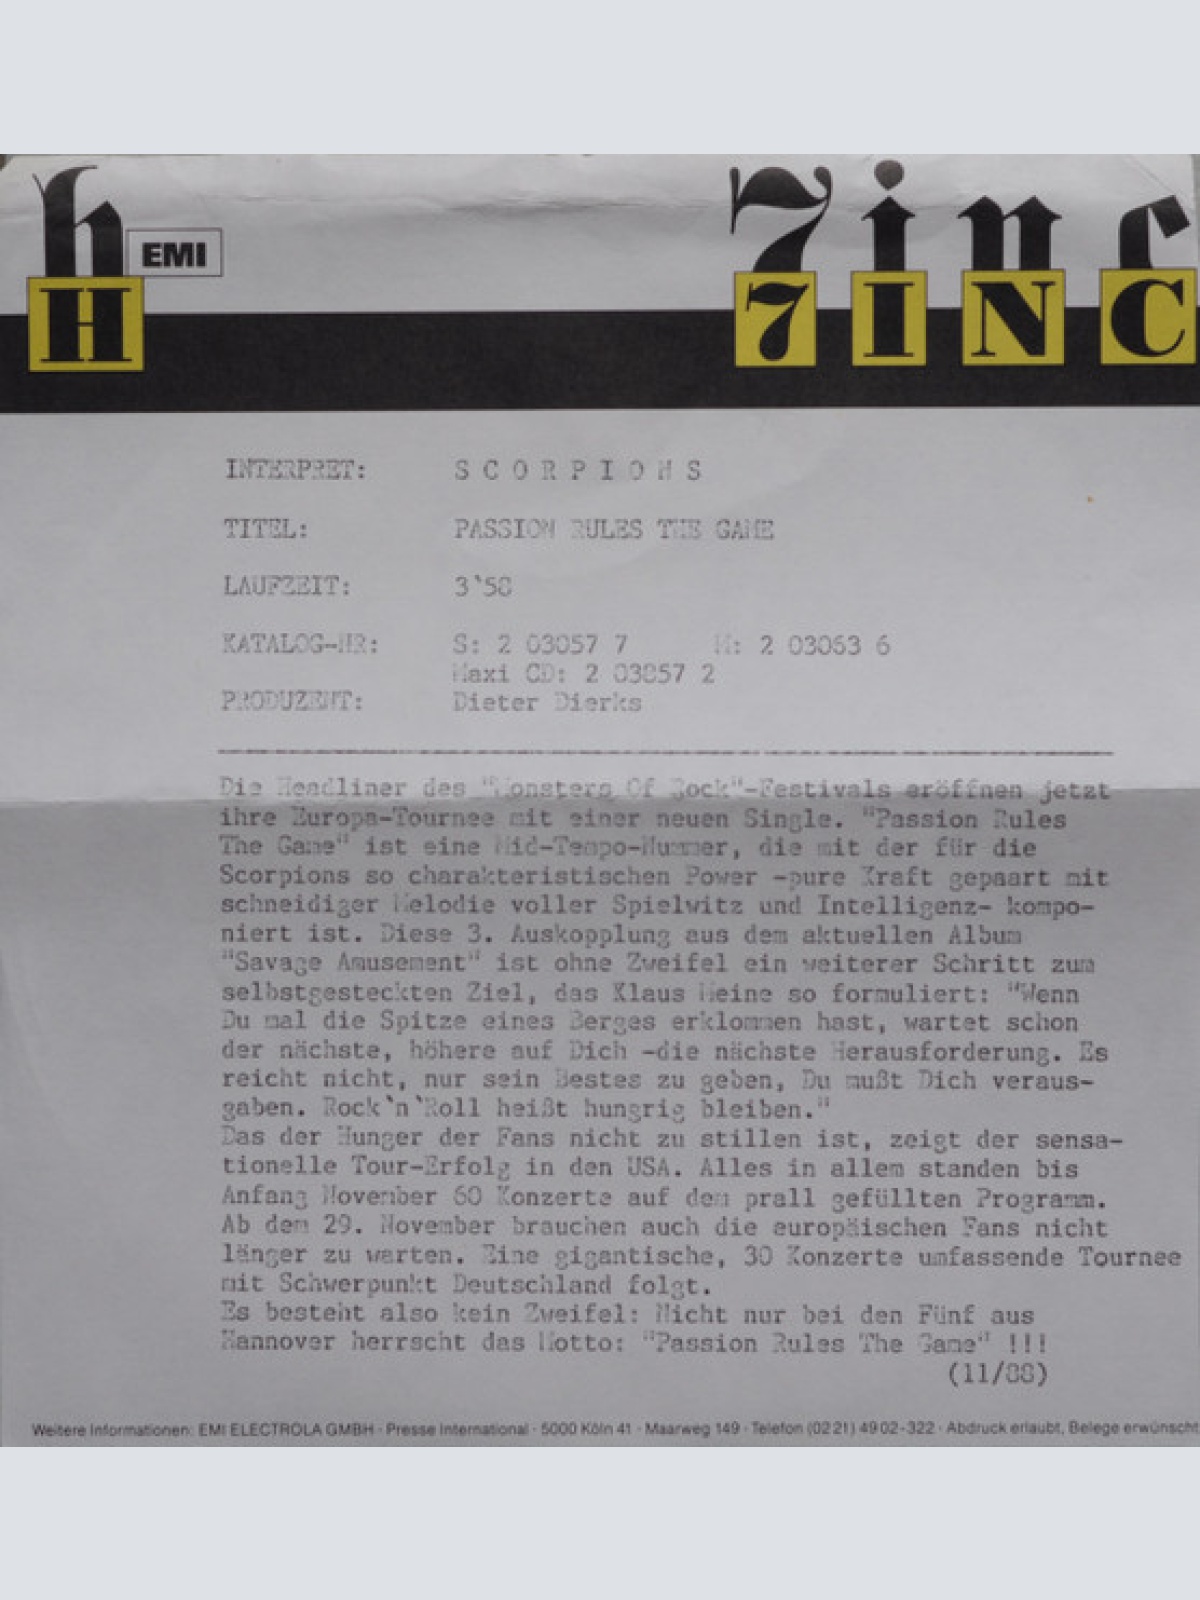 h EMI 7inc
H 7INC
INTERPRET: SCORPIONS
TITEL: PASSION RULES THE GAME
LAUFZEIT: 3'58
KATALOG-NR: S: 2 03057 7 M: 2 03063 6
Maxi CD: 2 03057 2
PRODUZENT: Dieter Dierks
Die Headliner des "Monsters Of Rock"-Festivals eröffnen jetzt
ihre Europa-Tournee mit einer neuen Single. "Passion Rules
The Game" ist eine Mid-Tempo-Nummer, die mit der für die
Scorpions so charakteristischen Power -pure Kraft gepaart mit
schneidiger Melodie voller Spielwitz und Intelligenz- kompo-
niert ist. Diese 3. Auskopplung aus dem aktuellen Album
"Savage Amusement" ist ohne Zweifel ein weiterer Schritt zum
selbstgesteckten Ziel, das Klaus Meine so formuliert: "Wenn
Du mal die Spitze eines Berges erklommen hast, wartet schon
der nächste, höhere auf Dich -die nächste Herausforderung. Es
reicht nicht, nur sein Bestes zu geben, Du mußt Dich veraus-
gaben. Rock'n'Roll heißt hungrig bleiben."
Das der Hunger der Fans nicht zu stillen ist, zeigt der sensa-
tionelle Tour-Erfolg in den USA. Alles in allem standen bis
Anfang November 60 Konzerte auf dem prall gefüllten Programm.
Ab dem 29. November brauchen auch die europäischen Fans nicht
länger zu warten. Eine gigantische, 30 Konzerte umfassende Tournee
mit Schwerpunkt Deutschland folgt.
Es besteht also kein Zweifel: Nicht nur bei den Fünf aus
Hannover herrscht das Motto: "Passion Rules The Game" !!!
(11/88)
Weitere Informationen: EMI ELECTROLA GMBH · Presse International · 5000 Köln 41 · Maarweg 149 · Telefon (02 21) 49 02-322 · Abdruck erlaubt, Belege erwünscht